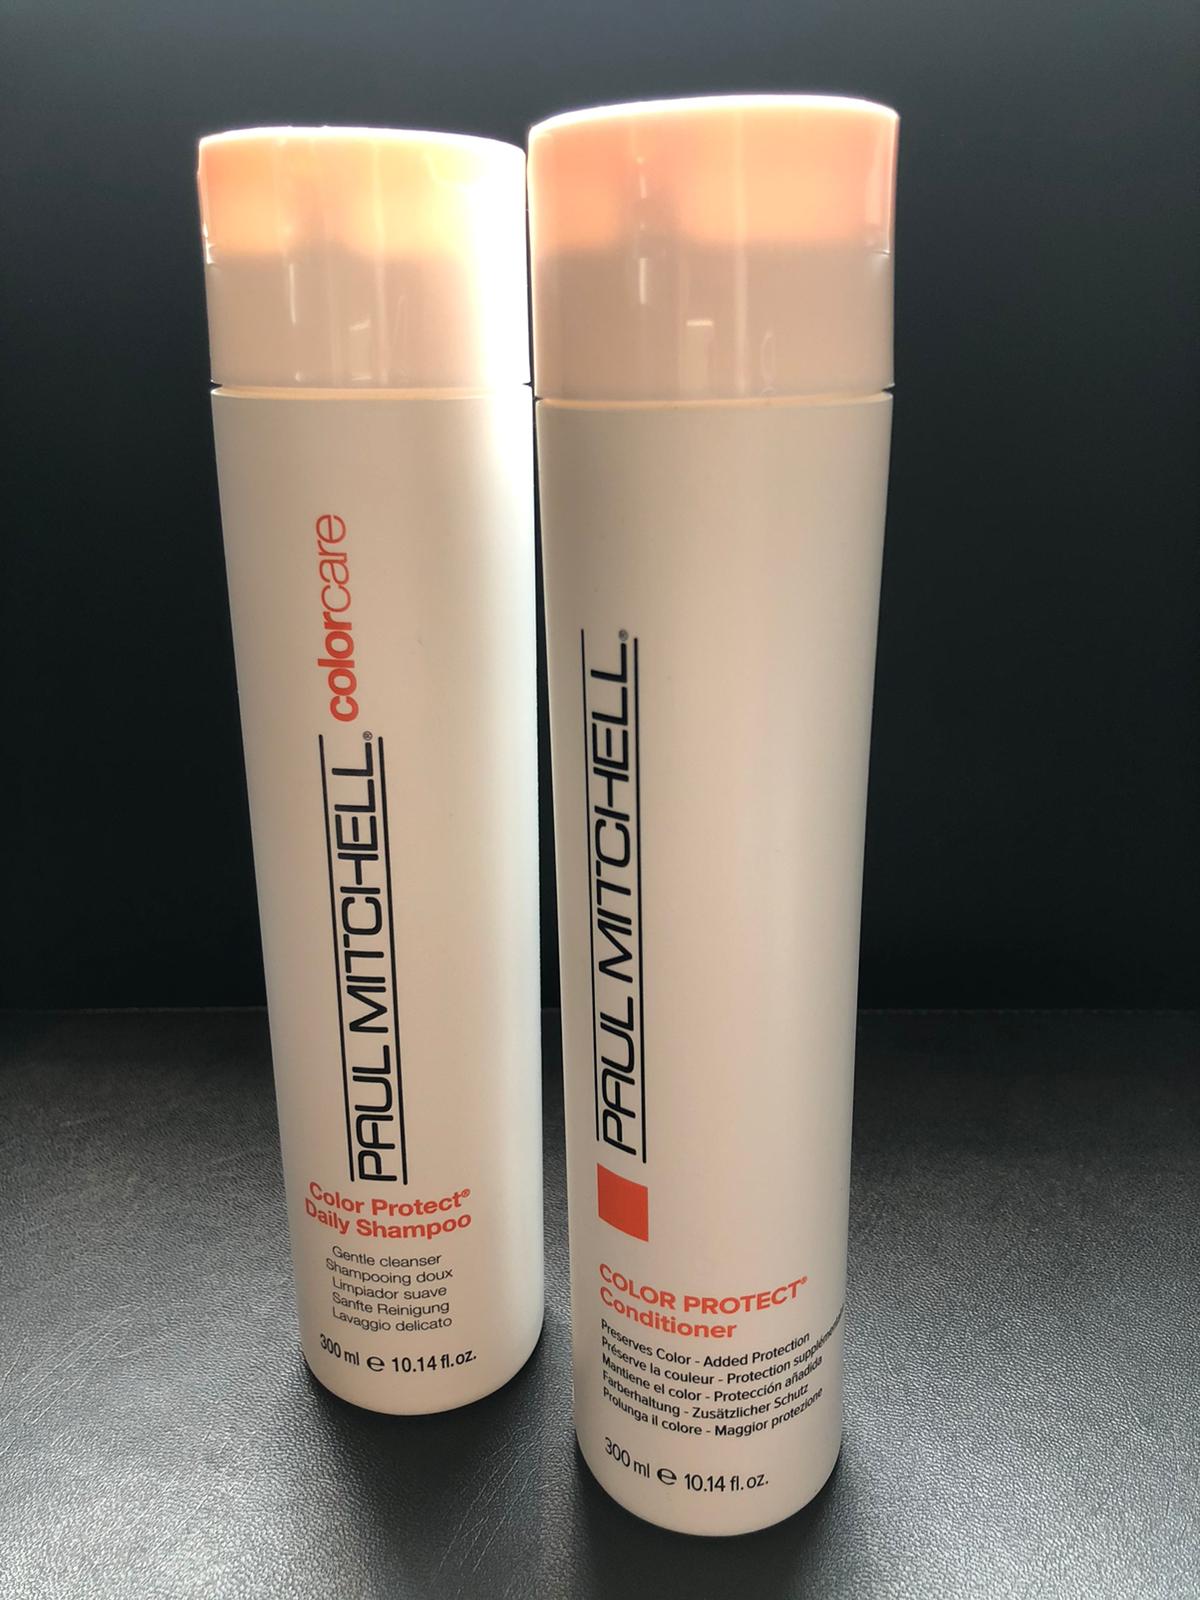 PAUL MITCHELL® colorcare
Color Protect®
Daily Shampoo
Gentle cleanser
Shampooing doux
Limpiador suave
Sanfte Reinigung
Lavaggio delicato
300 ml ℮ 10.14 fl.oz.
PAUL MITCHELL®
COLOR PROTECT®
Conditioner
Preserves Color - Added Protection
Préserve la couleur - Protection
Mantiene el color - Protección añadida
Farberhaltung - Zusätzlicher Schutz
Prolunga il colore - Maggior protezione
300 ml ℮ 10.14 fl.oz.